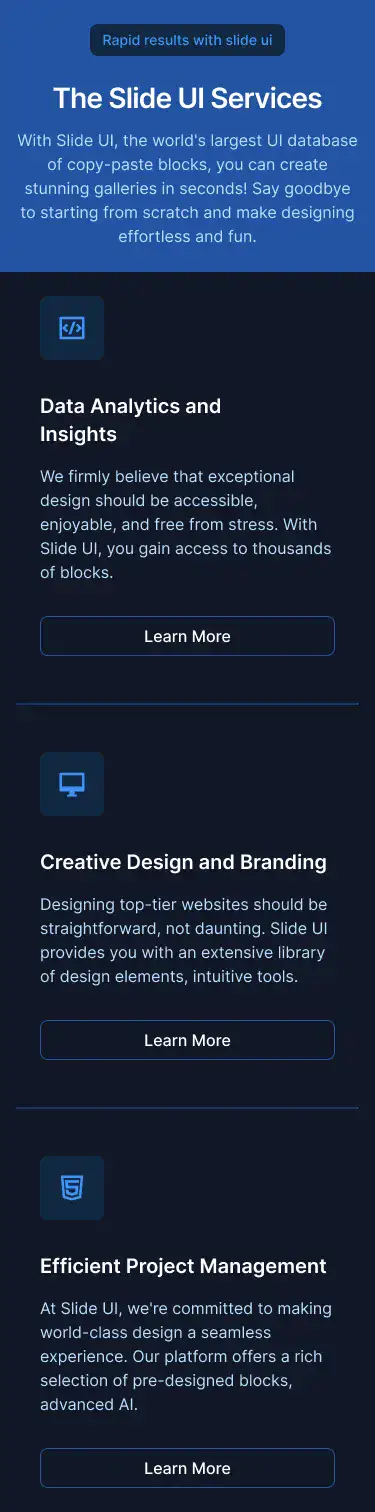 Rapid results with slide ui
The Slide UI Services
With Slide UI, the world's largest UI database
of copy-paste blocks, you can create
stunning galleries in seconds! Say goodbye
to starting from scratch and make designing
effortless and fun.
Data Analytics and
Insights
We firmly believe that exceptional
design should be accessible,
enjoyable, and free from stress. With
Slide UI, you gain access to thousands
of blocks.
Learn More
Creative Design and Branding
Designing top-tier websites should be
straightforward, not daunting. Slide UI
provides you with an extensive library
of design elements, intuitive tools.
Learn More
Efficient Project Management
At Slide UI, we're committed to making
world-class design a seamless
experience. Our platform offers a rich
selection of pre-designed blocks,
advanced AI.
Learn More